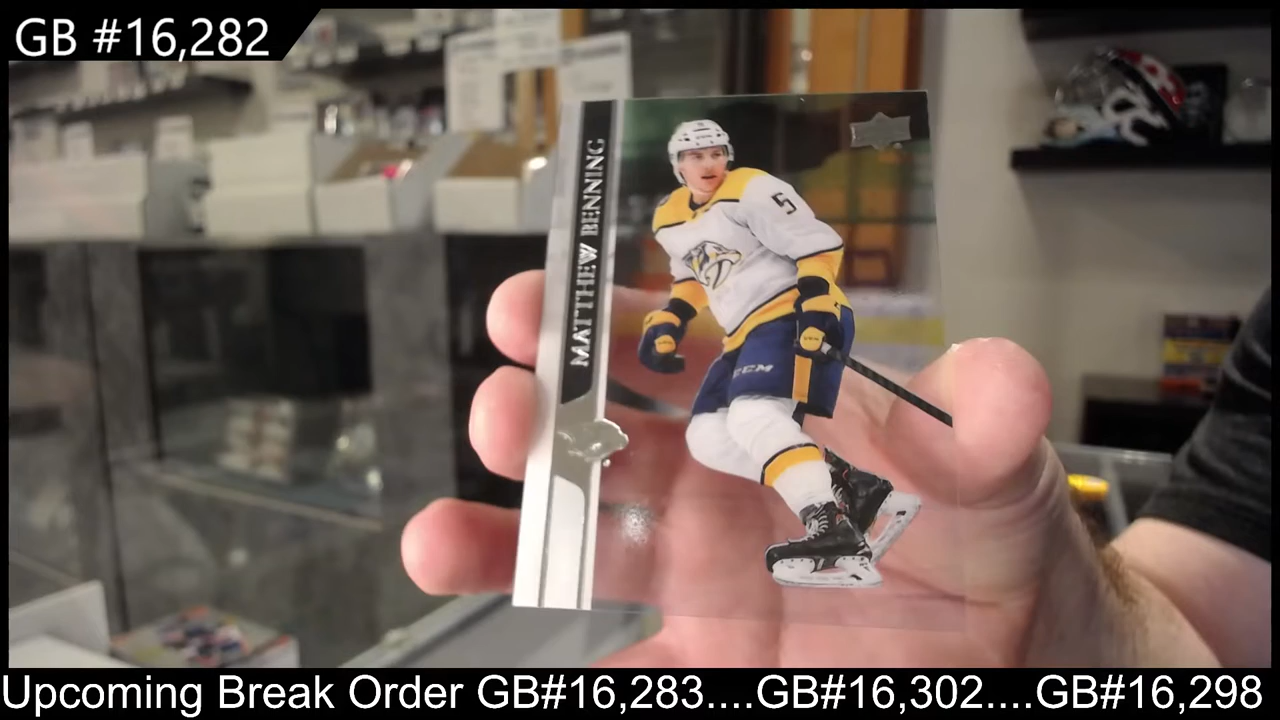 GB #16,282
MATTHEW BENNING
5
CCM
Upcoming Break Order GB#16,283....GB#16,302....GB#16,298